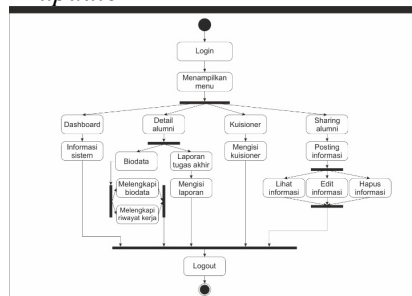 Login
Menampilkan
menu
Dashboard
Detail
alumni
Kuisioner
Sharing
alumni
Informasi
sistem
Biodata
Laporan
tugas akhir
Mengisi
kuisioner
Posting
informasi
Melengkapi
biodata
Mengisi
laporan
Lihat
informasi
Edit
informasi
Hapus
informasi
Melengkapi
riwayat kerja
Logout